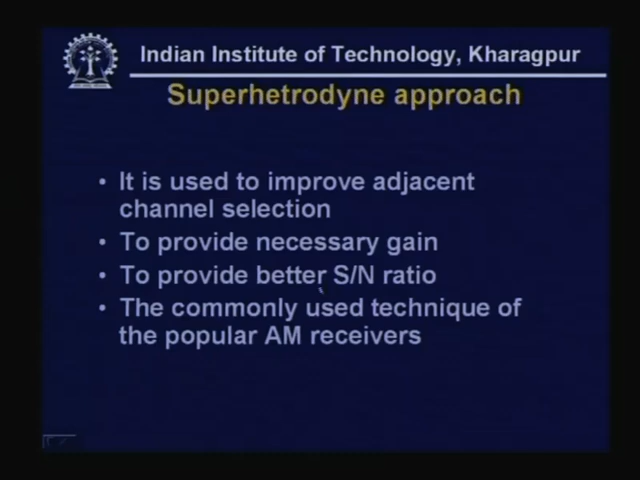 Indian Institute of Technology, Kharagpur
Superhetrodyne approach
• It is used to improve adjacent
channel selection
• To provide necessary gain
• To provide better S/N ratio
• The commonly used technique of
the popular AM receivers